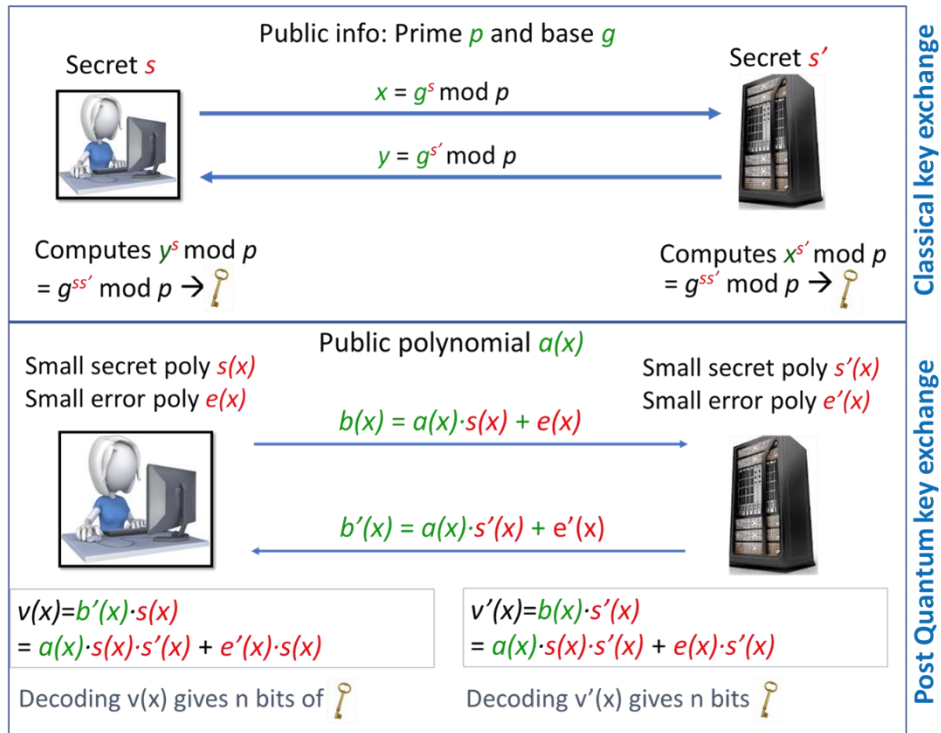 Public info: Prime p and base g
Secret s
Secret s’
x = gˢ mod p
y = gˢ’ mod p
Computes yˢ mod p
= gˢˢ’ mod p →
Computes xˢ’ mod p
= gˢˢ’ mod p →
Classical key exchange
Public polynomial a(x)
Small secret poly s(x)
Small error poly e(x)
Small secret poly s’(x)
Small error poly e’(x)
b(x) = a(x)·s(x) + e(x)
b’(x) = a(x)·s’(x) + e’(x)
v(x)=b’(x)·s(x)
= a(x)·s(x)·s’(x) + e’(x)·s(x)
v’(x)=b(x)·s’(x)
= a(x)·s(x)·s’(x) + e(x)·s’(x)
Decoding v(x) gives n bits of
Decoding v’(x) gives n bits
Post Quantum key exchange